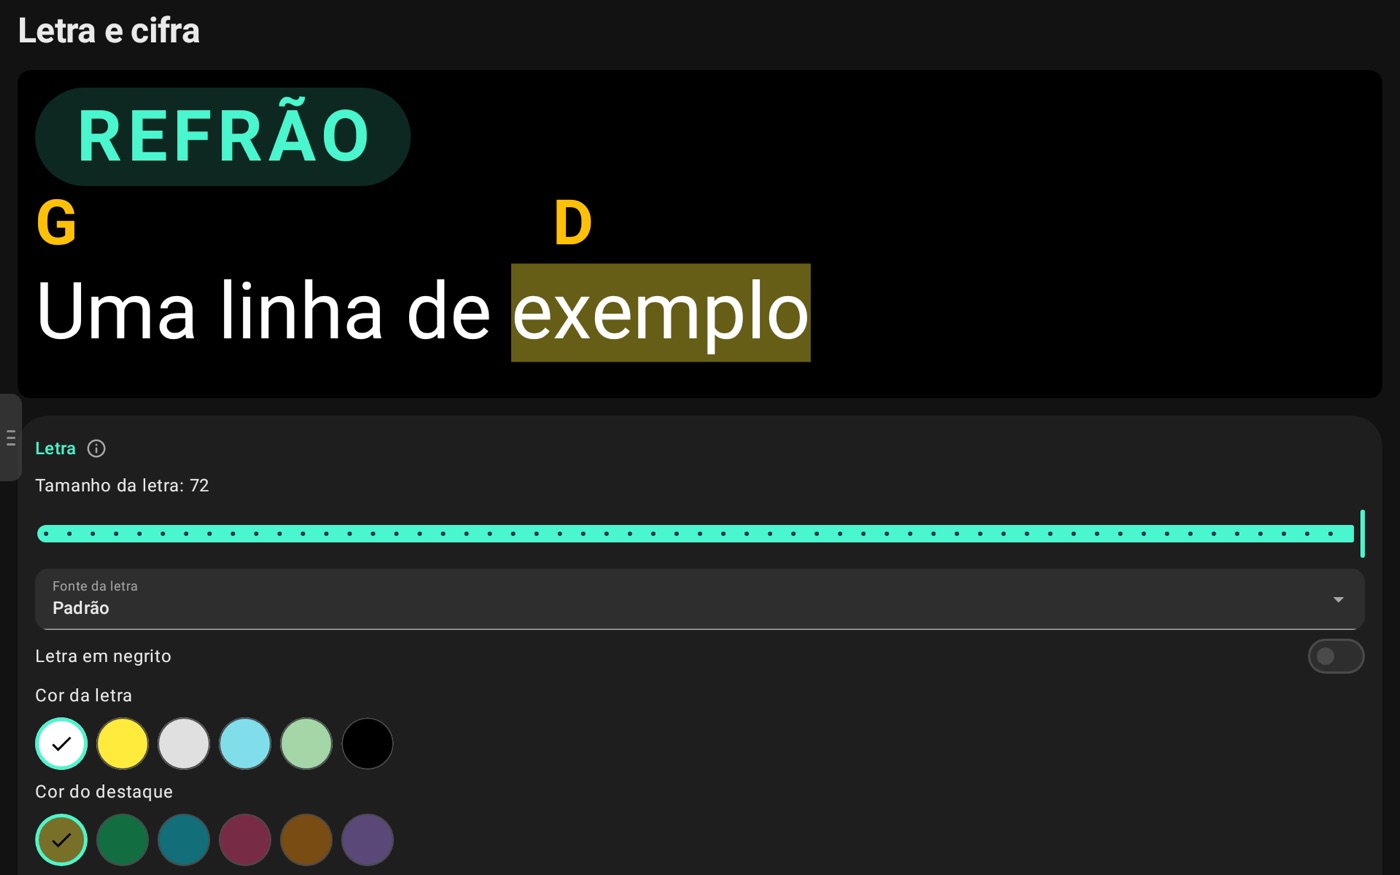 Letra e cifra
REFRÃO
G D
Uma linha de exemplo
Letra
Tamanho da letra: 72
Fonte da letra
Padrão
Letra em negrito
Cor da letra
Cor do destaque